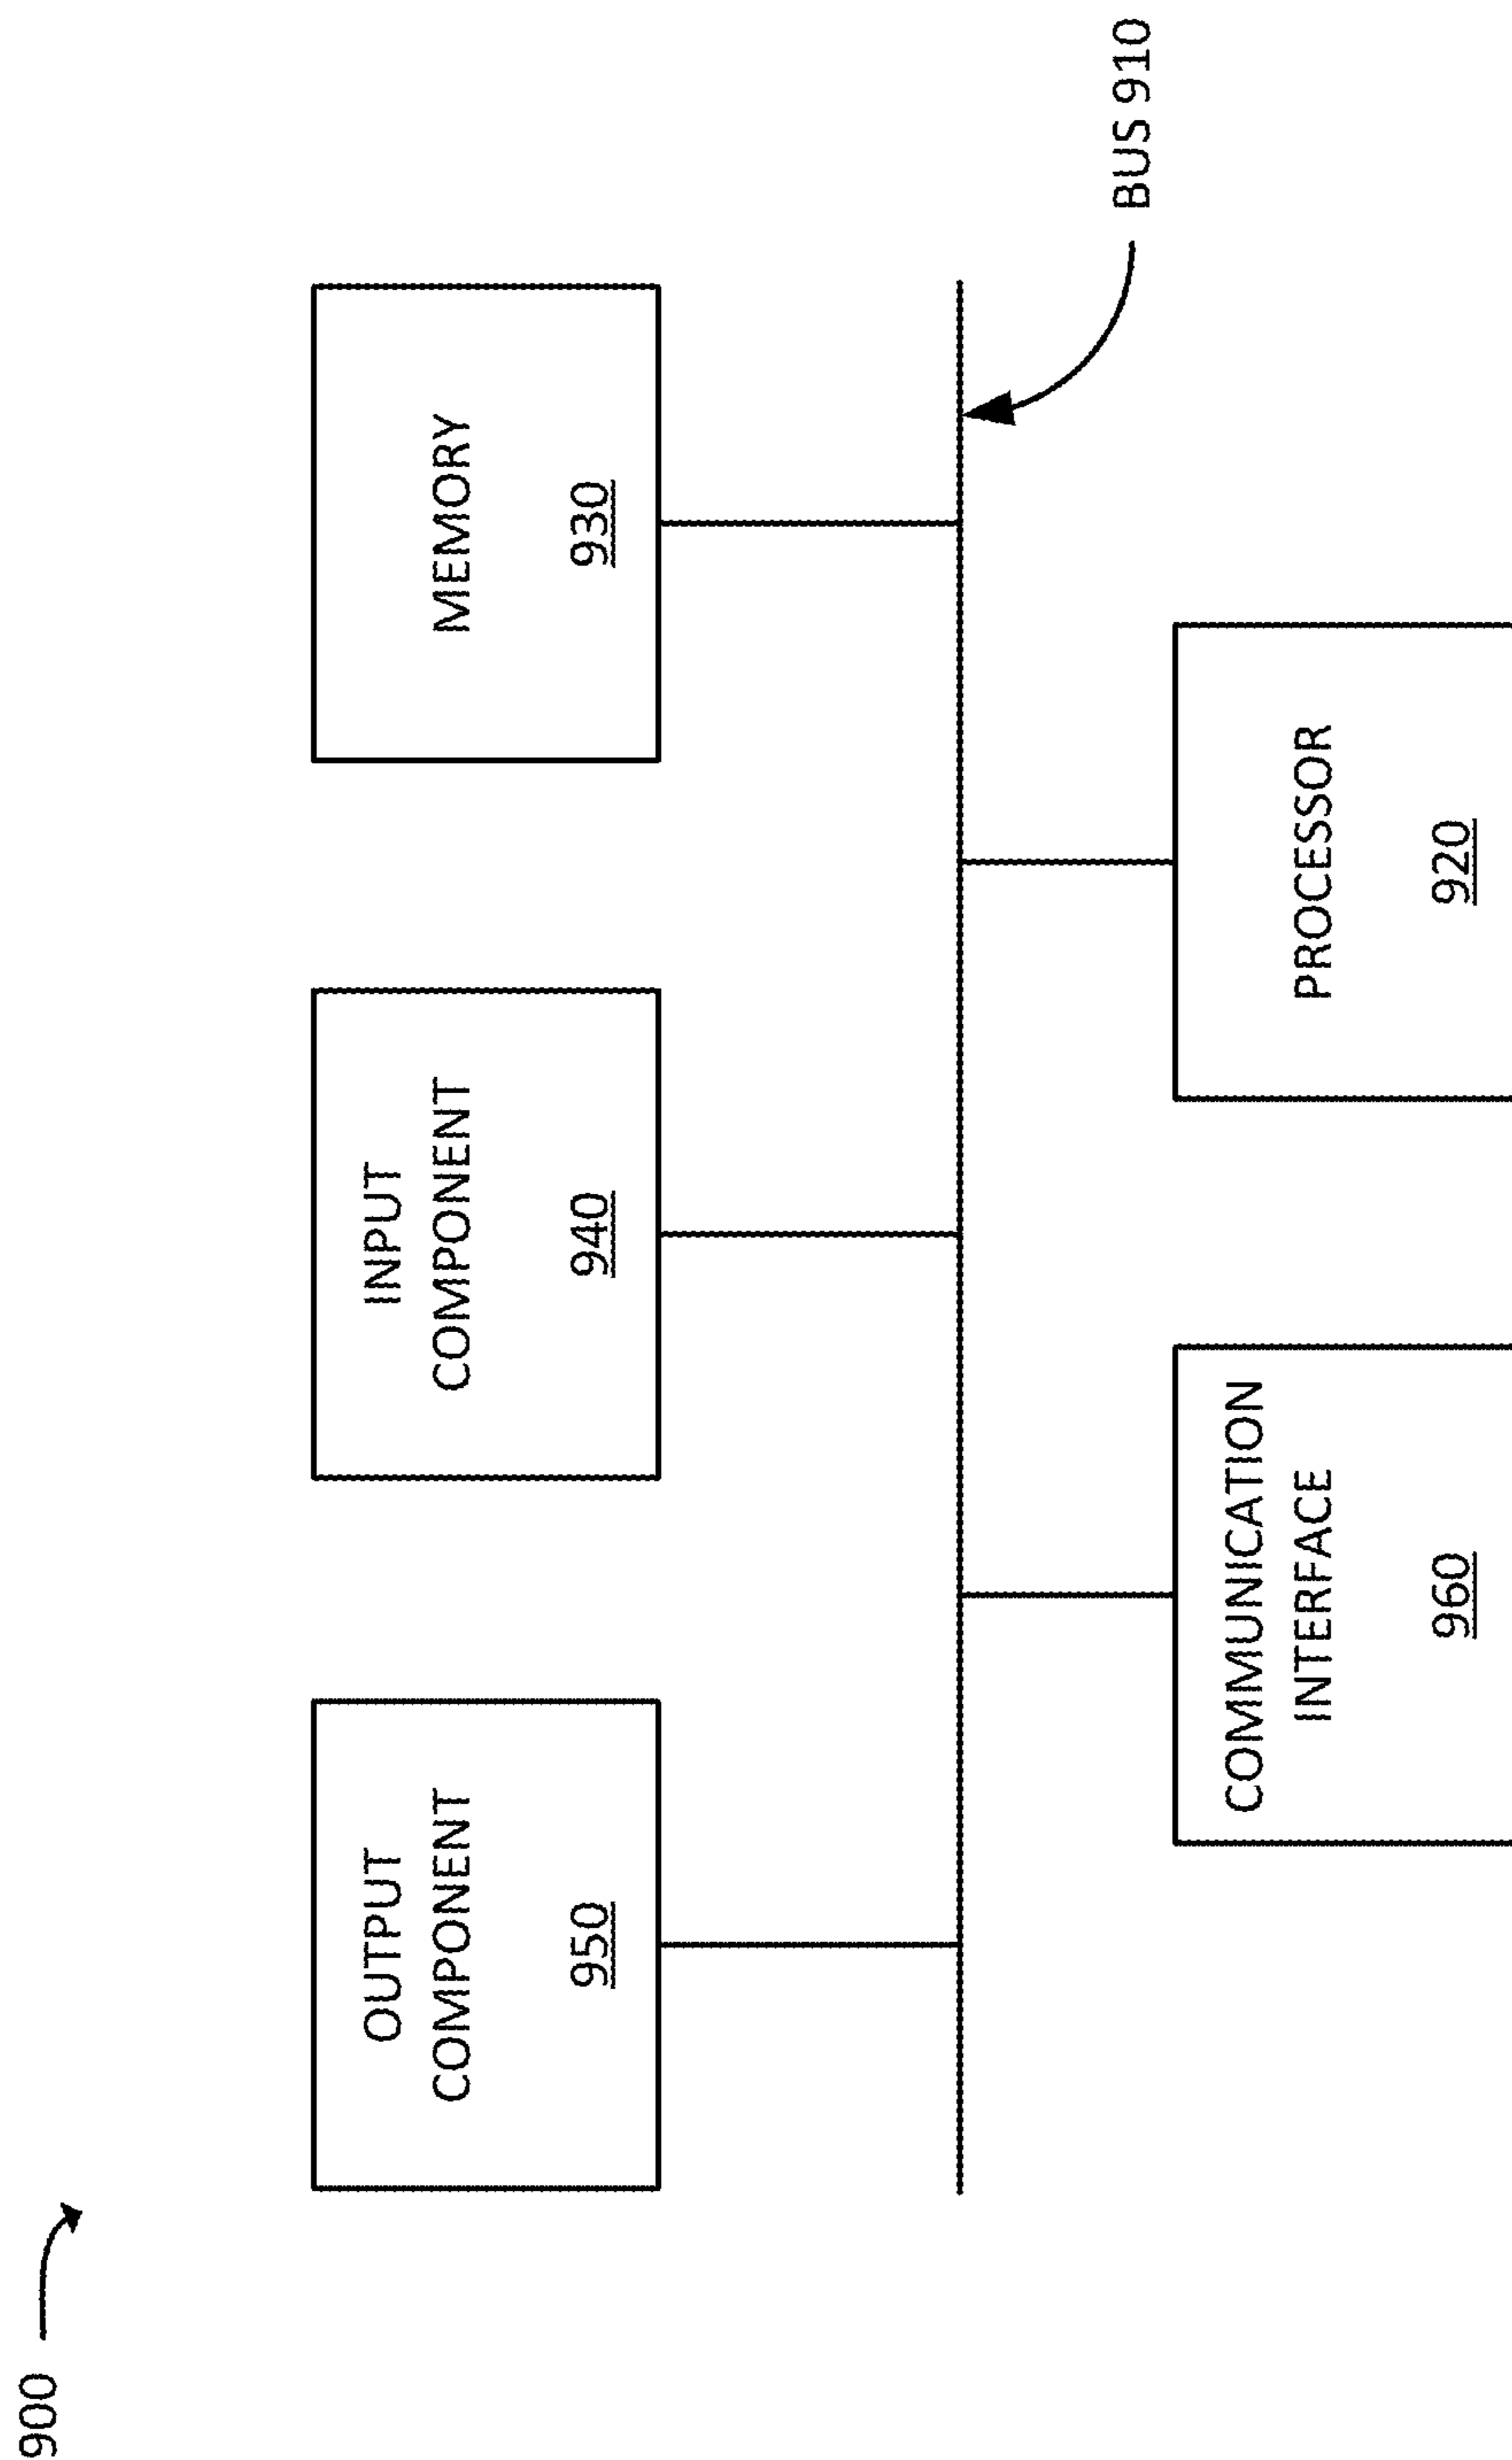 900
OUTPUT
COMPONENT
950
INPUT
COMPONENT
940
MEMORY
930
BUS 910
COMMUNICATION
INTERFACE
960
PROCESSOR
920